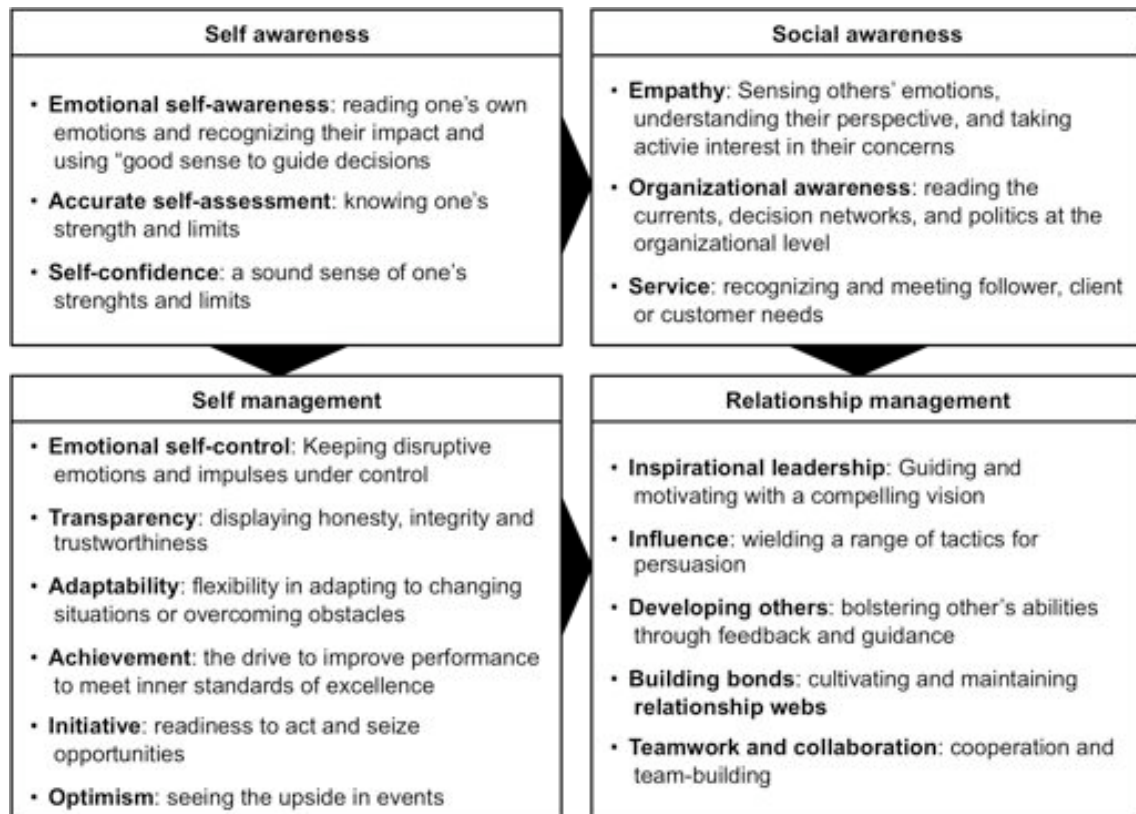 Self awareness
• Emotional self-awareness: reading one's own
emotions and recognizing their impact and
using “good sense to guide decisions
• Accurate self-assessment: knowing one's
strength and limits
• Self-confidence: a sound sense of one's
strenghts and limits
Social awareness
• Empathy: Sensing others' emotions,
understanding their perspective, and taking
activie interest in their concerns
• Organizational awareness: reading the
currents, decision networks, and politics at the
organizational level
• Service: recognizing and meeting follower, client
or customer needs
Self management
• Emotional self-control: Keeping disruptive
emotions and impulses under control
• Transparency: displaying honesty, integrity and
trustworthiness
• Adaptability: flexibility in adapting to changing
situations or overcoming obstacles
• Achievement: the drive to improve performance
to meet inner standards of excellence
• Initiative: readiness to act and seize
opportunities
• Optimism: seeing the upside in events
Relationship management
• Inspirational leadership: Guiding and
motivating with a compelling vision
• Influence: wielding a range of tactics for
persuasion
• Developing others: bolstering other's abilities
through feedback and guidance
• Building bonds: cultivating and maintaining
relationship webs
• Teamwork and collaboration: cooperation and
team-building